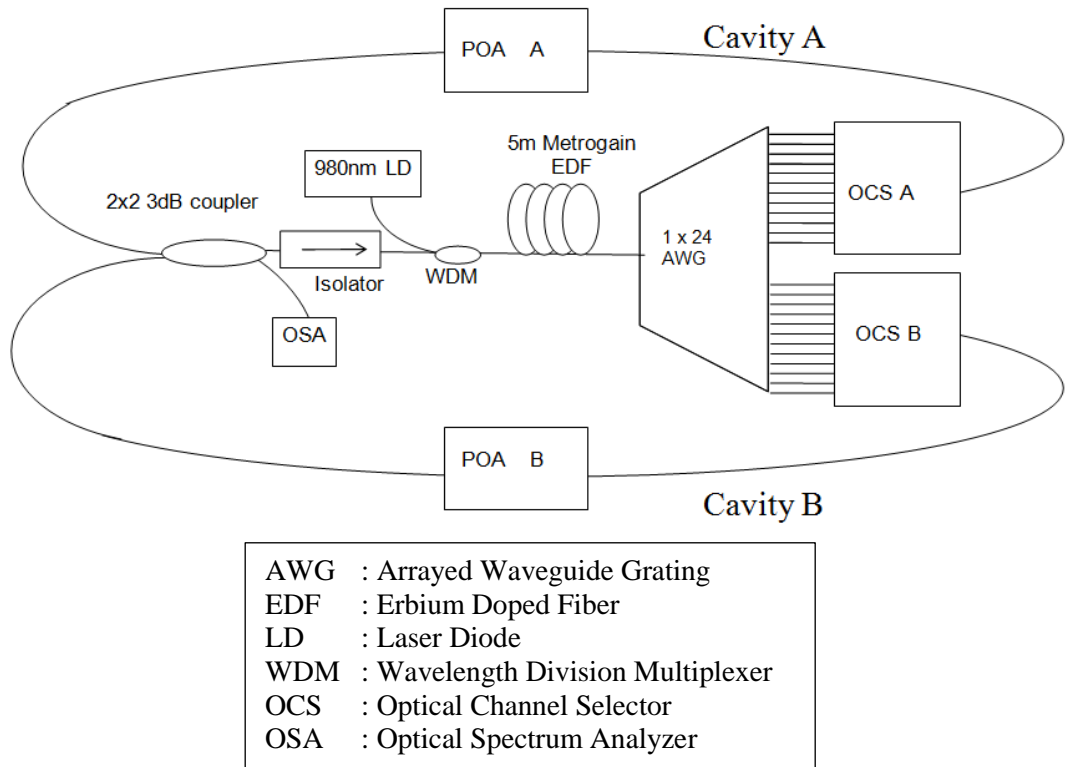 POA A
Cavity A
5m Metrogain
EDF
980nm LD
2x2 3dB coupler
OCS A
1 x 24
AWG
Isolator
WDM
OSA
OCS B
POA B
Cavity B
AWG : Arrayed Waveguide Grating
EDF : Erbium Doped Fiber
LD : Laser Diode
WDM : Wavelength Division Multiplexer
OCS : Optical Channel Selector
OSA : Optical Spectrum Analyzer